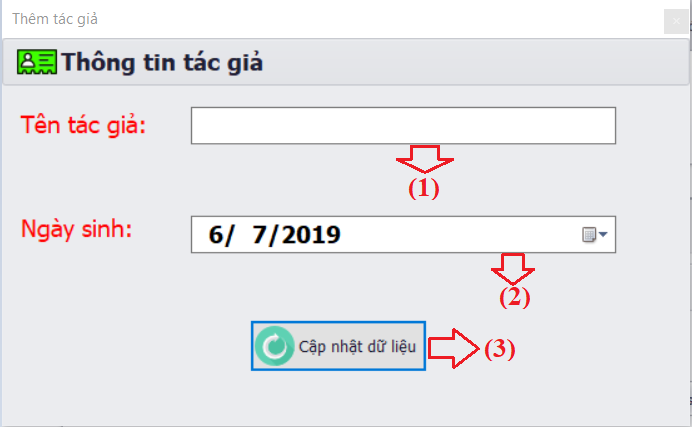 Thêm tác giả
Thông tin tác giả
Tên tác giả:
(1)
Ngày sinh: 6/ 7/2019
(2)
Cập nhật dữ liệu (3)